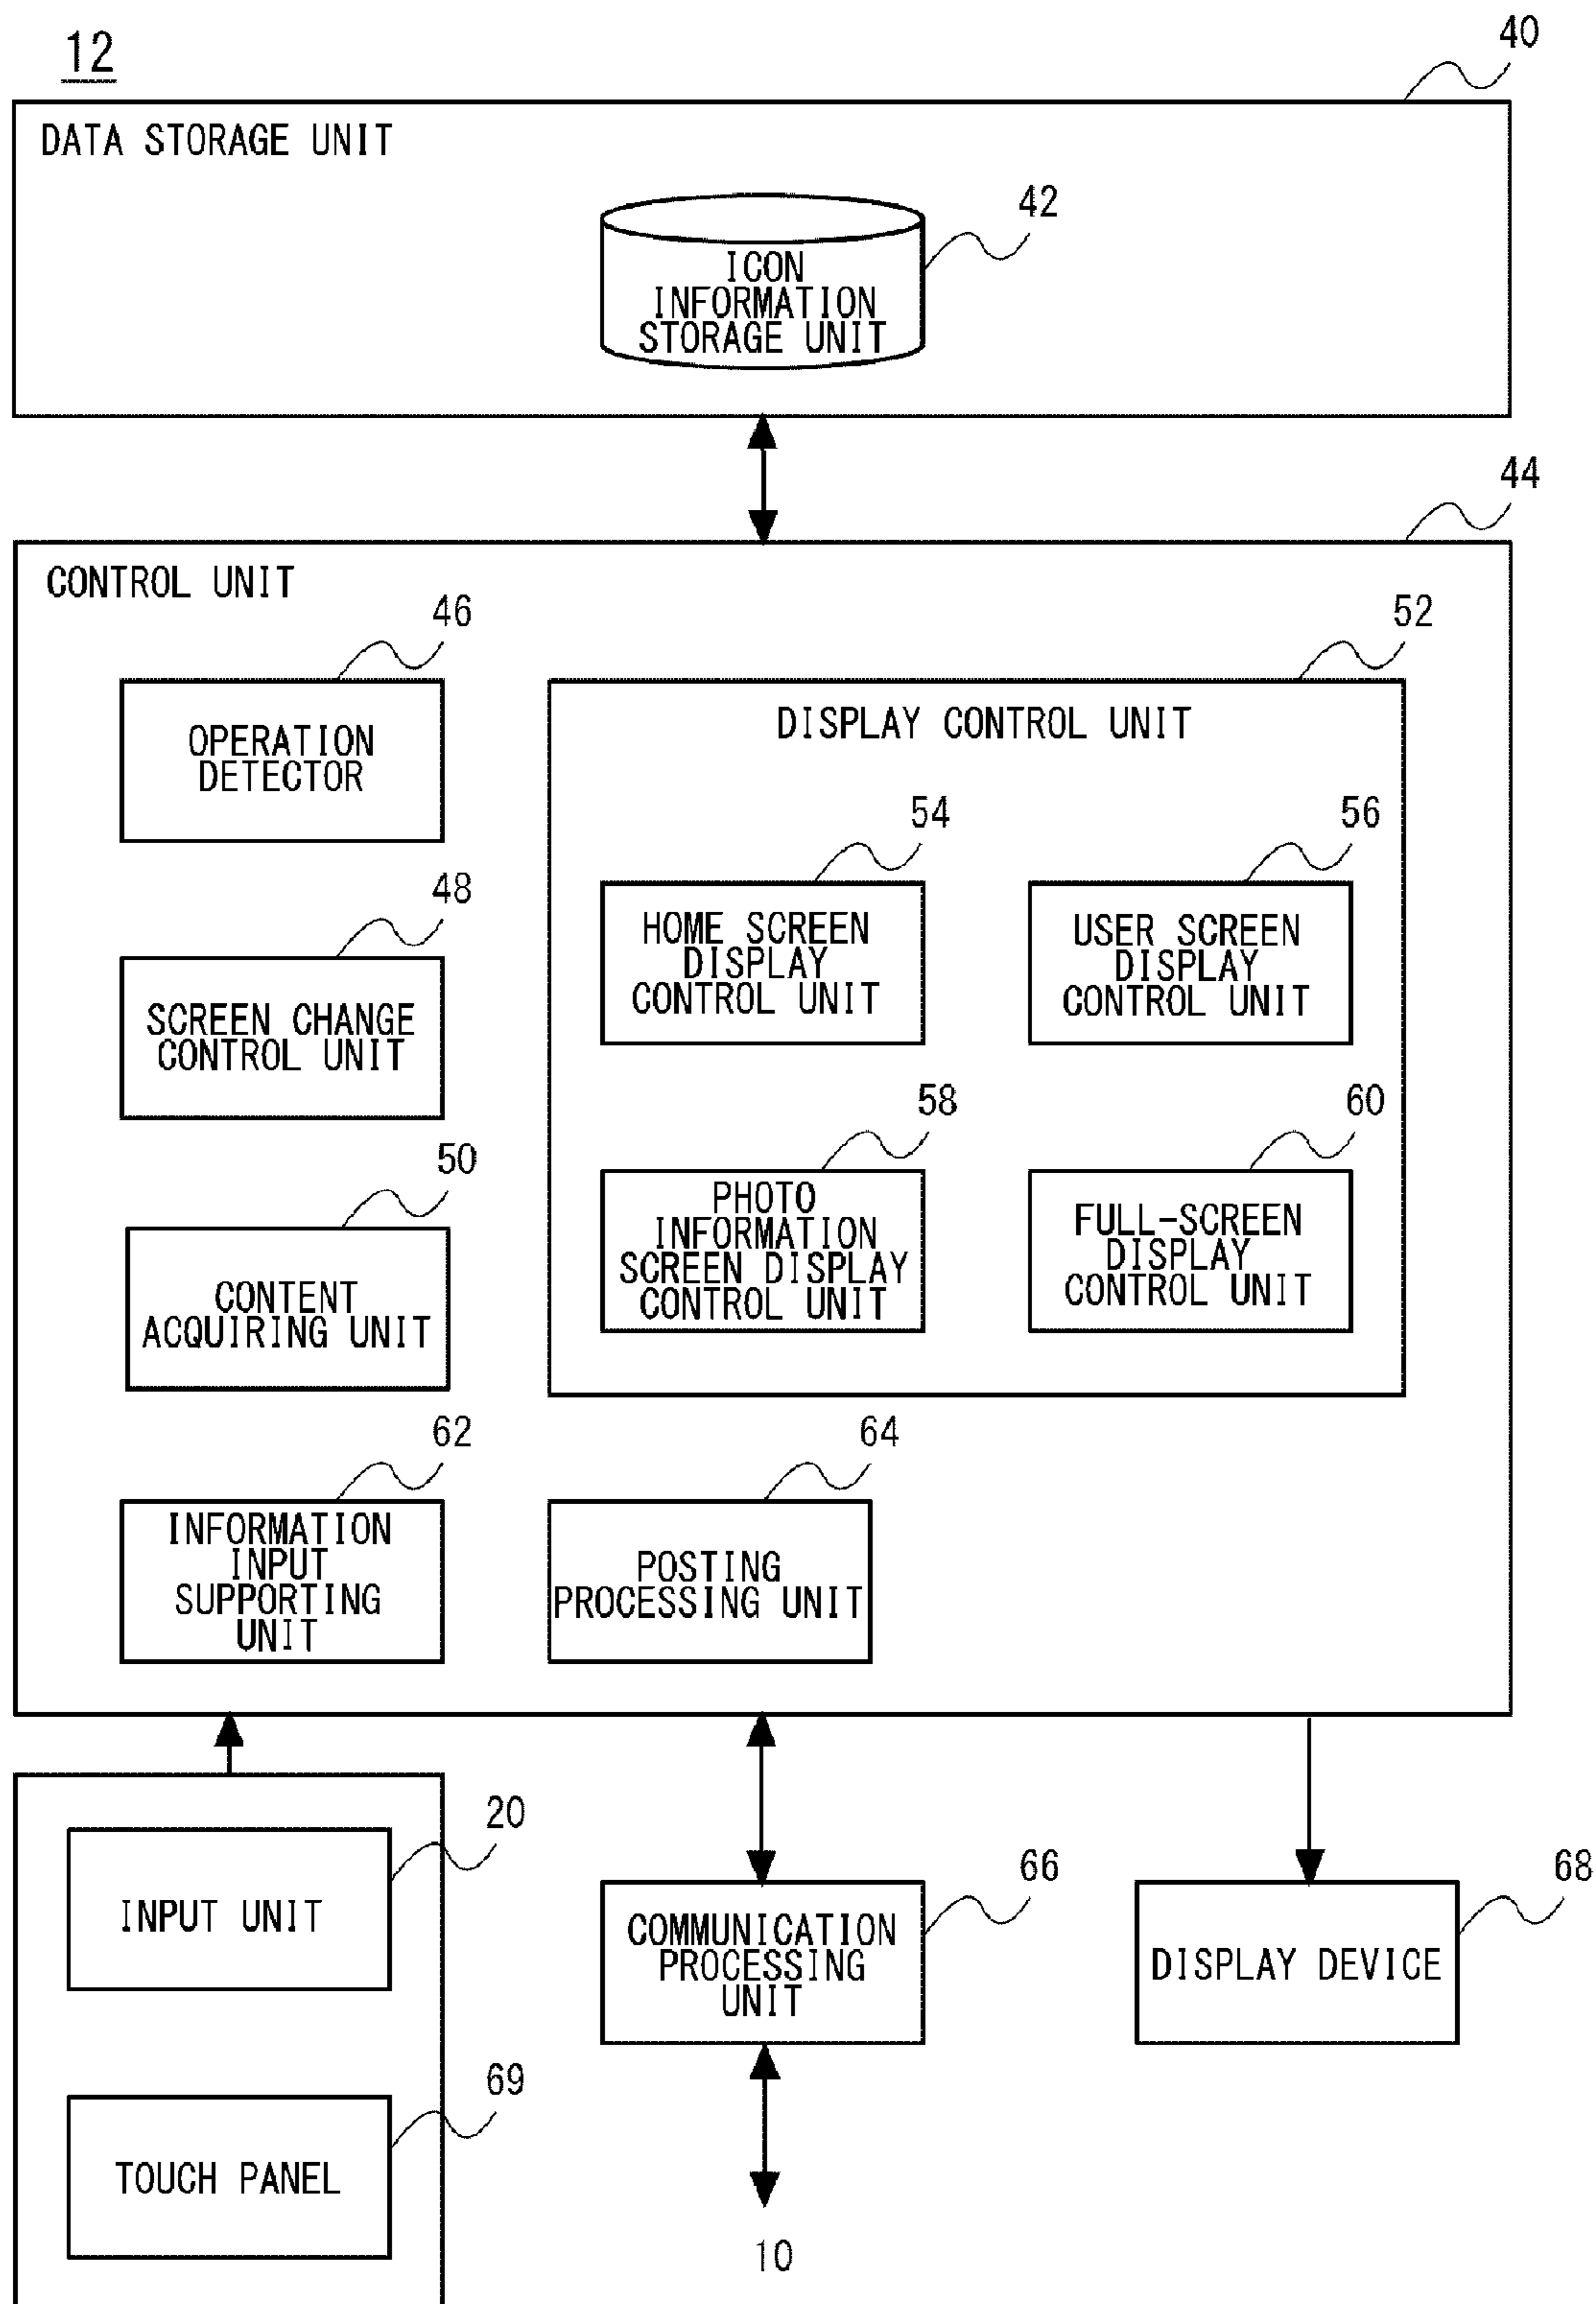 12
40
DATA STORAGE UNIT
42
ICON
INFORMATION
STORAGE UNIT
44
CONTROL UNIT
46
OPERATION
DETECTOR
52
DISPLAY CONTROL UNIT
54
HOME SCREEN
DISPLAY
CONTROL UNIT
56
USER SCREEN
DISPLAY
CONTROL UNIT
48
SCREEN CHANGE
CONTROL UNIT
58
PHOTO
INFORMATION
SCREEN DISPLAY
CONTROL UNIT
60
FULL-SCREEN
DISPLAY
CONTROL UNIT
50
CONTENT
ACQUIRING UNIT
62
INFORMATION
INPUT
SUPPORTING
UNIT
64
POSTING
PROCESSING UNIT
20
INPUT UNIT
66
COMMUNICATION
PROCESSING
UNIT
68
DISPLAY DEVICE
69
TOUCH PANEL
10